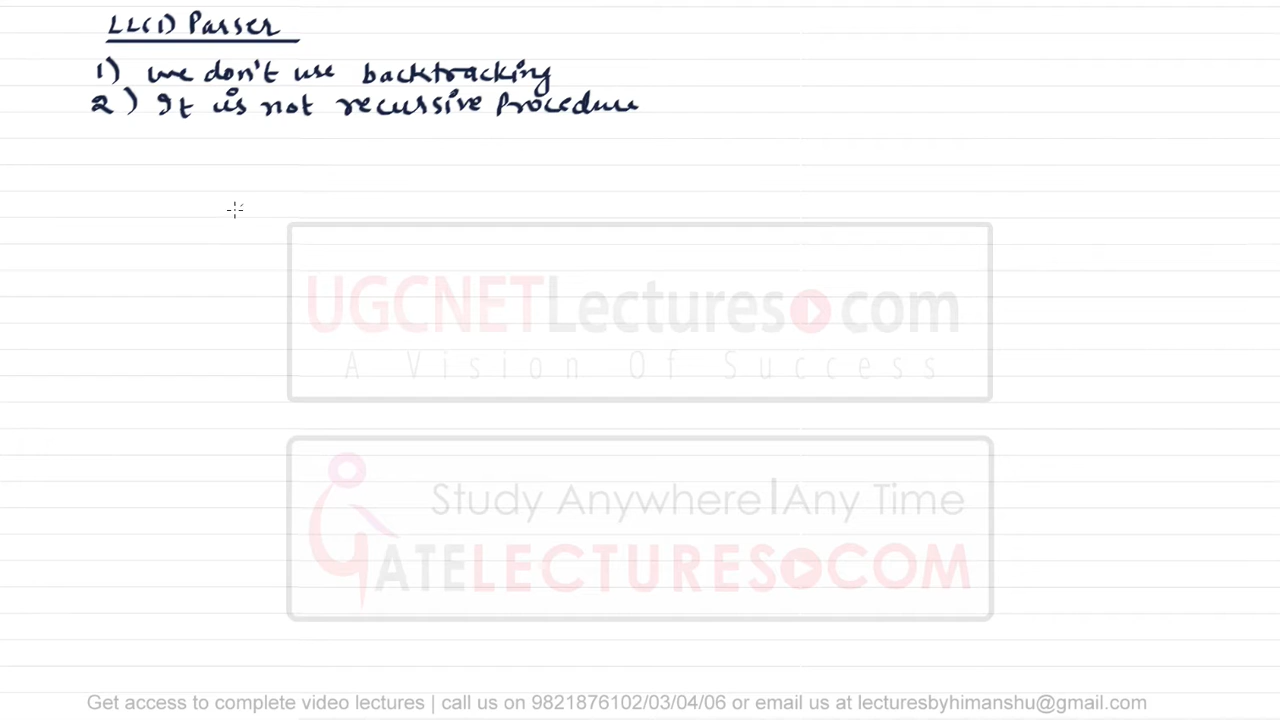 LL(1) Parser
1) we don't use backtracking
2) It is not recursive Procedure
UGCNETLectures.com
A Vision Of Success
Study Anywhere|Any Time
GATELECTURES.COM
Get access to complete video lectures | call us on 9821876102/03/04/06 or email us at lecturesbyhimanshu@gmail.com